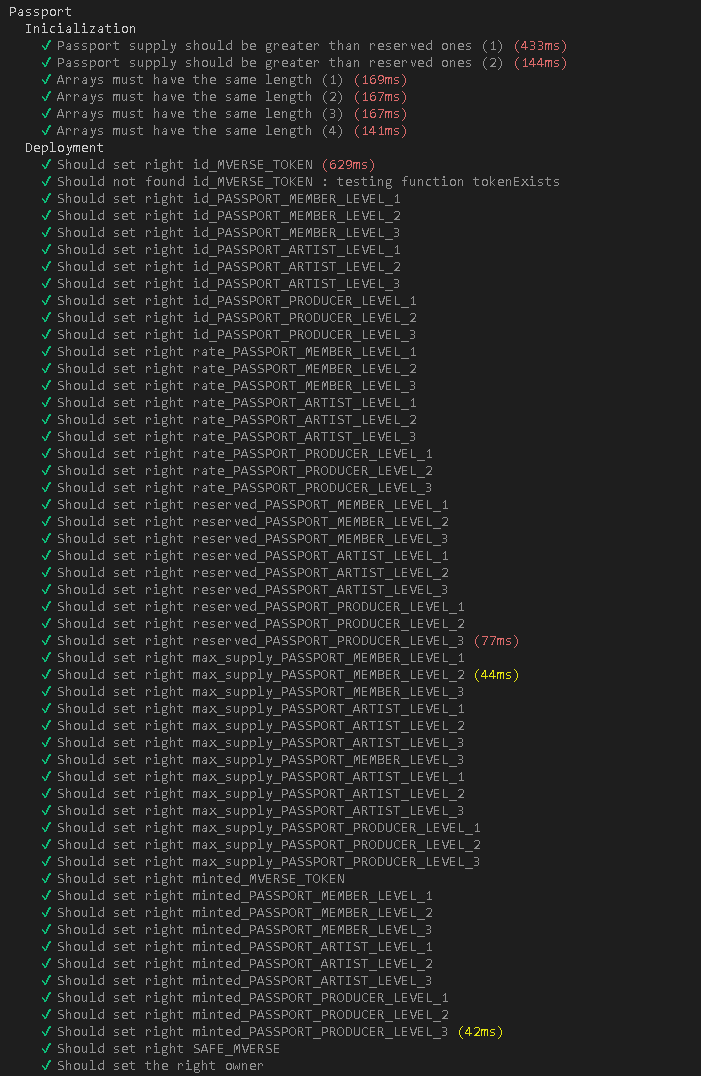 Passport
Inicialization
✓ Passport supply should be greater than reserved ones (1) (433ms)
✓ Passport supply should be greater than reserved ones (2) (144ms)
✓ Arrays must have the same length (1) (169ms)
✓ Arrays must have the same length (2) (167ms)
✓ Arrays must have the same length (3) (167ms)
✓ Arrays must have the same length (4) (141ms)
Deployment
✓ Should set right id_MVERSE_TOKEN (629ms)
✓ Should not found id_MVERSE_TOKEN : testing function tokenExists
✓ Should set right id_PASSPORT_MEMBER_LEVEL_1
✓ Should set right id_PASSPORT_MEMBER_LEVEL_2
✓ Should set right id_PASSPORT_MEMBER_LEVEL_3
✓ Should set right id_PASSPORT_ARTIST_LEVEL_1
✓ Should set right id_PASSPORT_ARTIST_LEVEL_2
✓ Should set right id_PASSPORT_ARTIST_LEVEL_3
✓ Should set right id_PASSPORT_PRODUCER_LEVEL_1
✓ Should set right id_PASSPORT_PRODUCER_LEVEL_2
✓ Should set right id_PASSPORT_PRODUCER_LEVEL_3
✓ Should set right rate_PASSPORT_MEMBER_LEVEL_1
✓ Should set right rate_PASSPORT_MEMBER_LEVEL_2
✓ Should set right rate_PASSPORT_MEMBER_LEVEL_3
✓ Should set right rate_PASSPORT_ARTIST_LEVEL_1
✓ Should set right rate_PASSPORT_ARTIST_LEVEL_2
✓ Should set right rate_PASSPORT_ARTIST_LEVEL_3
✓ Should set right rate_PASSPORT_PRODUCER_LEVEL_1
✓ Should set right rate_PASSPORT_PRODUCER_LEVEL_2
✓ Should set right rate_PASSPORT_PRODUCER_LEVEL_3
✓ Should set right reserved_PASSPORT_MEMBER_LEVEL_1
✓ Should set right reserved_PASSPORT_MEMBER_LEVEL_2
✓ Should set right reserved_PASSPORT_MEMBER_LEVEL_3
✓ Should set right reserved_PASSPORT_ARTIST_LEVEL_1
✓ Should set right reserved_PASSPORT_ARTIST_LEVEL_2
✓ Should set right reserved_PASSPORT_ARTIST_LEVEL_3
✓ Should set right reserved_PASSPORT_PRODUCER_LEVEL_1
✓ Should set right reserved_PASSPORT_PRODUCER_LEVEL_2
✓ Should set right reserved_PASSPORT_PRODUCER_LEVEL_3 (77ms)
✓ Should set right max_supply_PASSPORT_MEMBER_LEVEL_1
✓ Should set right max_supply_PASSPORT_MEMBER_LEVEL_2 (44ms)
✓ Should set right max_supply_PASSPORT_MEMBER_LEVEL_3
✓ Should set right max_supply_PASSPORT_ARTIST_LEVEL_1
✓ Should set right max_supply_PASSPORT_ARTIST_LEVEL_2
✓ Should set right max_supply_PASSPORT_ARTIST_LEVEL_3
✓ Should set right max_supply_PASSPORT_MEMBER_LEVEL_3
✓ Should set right max_supply_PASSPORT_ARTIST_LEVEL_1
✓ Should set right max_supply_PASSPORT_ARTIST_LEVEL_2
✓ Should set right max_supply_PASSPORT_ARTIST_LEVEL_3
✓ Should set right max_supply_PASSPORT_PRODUCER_LEVEL_1
✓ Should set right max_supply_PASSPORT_PRODUCER_LEVEL_2
✓ Should set right max_supply_PASSPORT_PRODUCER_LEVEL_3
✓ Should set right minted_MVERSE_TOKEN
✓ Should set right minted_PASSPORT_MEMBER_LEVEL_1
✓ Should set right minted_PASSPORT_MEMBER_LEVEL_2
✓ Should set right minted_PASSPORT_MEMBER_LEVEL_3
✓ Should set right minted_PASSPORT_ARTIST_LEVEL_1
✓ Should set right minted_PASSPORT_ARTIST_LEVEL_2
✓ Should set right minted_PASSPORT_ARTIST_LEVEL_3
✓ Should set right minted_PASSPORT_PRODUCER_LEVEL_1
✓ Should set right minted_PASSPORT_PRODUCER_LEVEL_2
✓ Should set right minted_PASSPORT_PRODUCER_LEVEL_3 (42ms)
✓ Should set right SAFE_MVERSE
✓ Should set the right owner